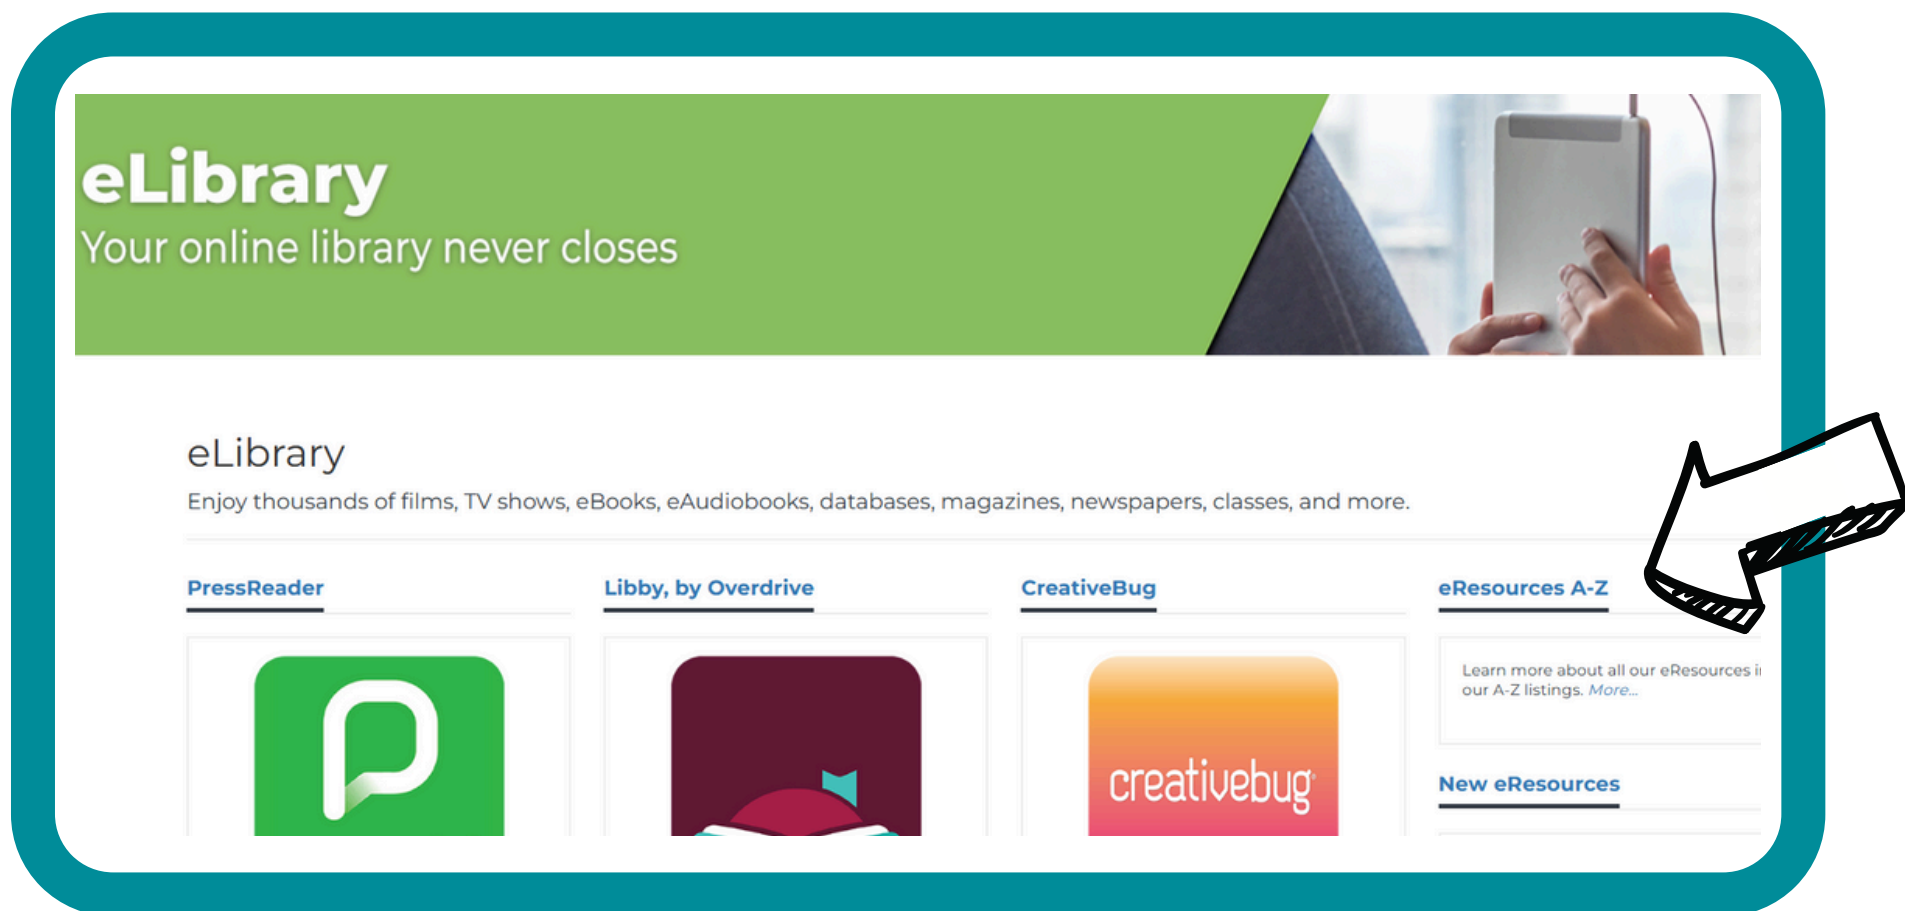 eLibrary
Your online library never closes
eLibrary
Enjoy thousands of films, TV shows, eBooks, eAudiobooks, databases, magazines, newspapers, classes, and more.
PressReader
Libby, by Overdrive
CreativeBug
creativebug
eResources A-Z
Learn more about all our eResources
our A-Z listings. More...
New eResources